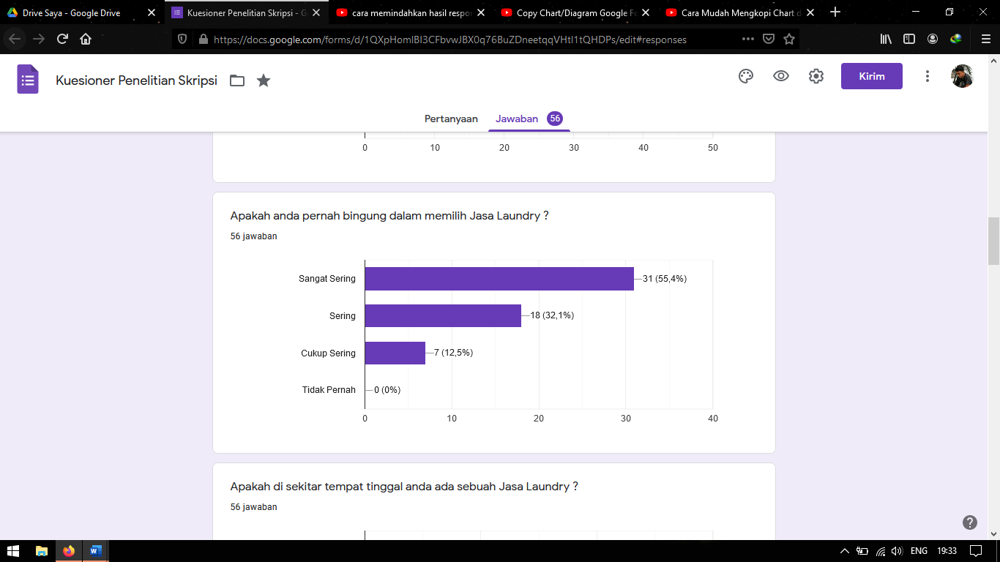 Drive Saya - Google Drive
Kuesioner Penelitian Skripsi - G
cara memindahkan hasil respo
Copy Chart/Diagram Google Fo
Cara Mudah Mengkopi Chart d
https://docs.google.com/forms/d/1QXpHomlBI3CFbvwJBX0q76BuZDneetqqVHtl1tQHDPs/edit#responses
Kuesioner Penelitian Skripsi
Kirim
Pertanyaan
Jawaban 56
0 10 20 30 40 50
Apakah anda pernah bingung dalam memilih Jasa Laundry ?
56 jawaban
Sangat Sering 31 (55,4%)
Sering 18 (32,1%)
Cukup Sering 7 (12,5%)
Tidak Pernah 0 (0%)
0 10 20 30 40
Apakah di sekitar tempat tinggal anda ada sebuah Jasa Laundry ?
56 jawaban
ENG 19:33